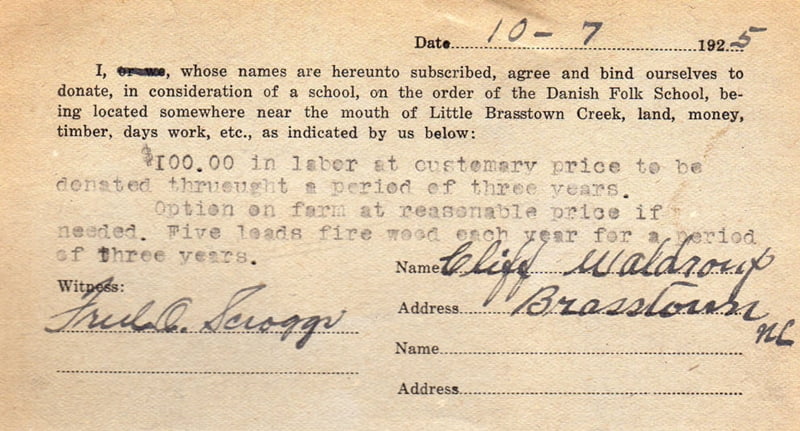 Date 10 - 7 1925
I, or we, whose names are hereunto subscribed, agree and bind ourselves to
donate, in consideration of a school, on the order of the Danish Folk School, be-
ing located somewhere near the mouth of Little Brasstown Creek, land, money,
timber, days work, etc., as indicated by us below:
$100.00 in labor at customary price to be
donated thruought a period of three years.
Option on farm at reasonable price if
needed. Five loads fire wood each year for a period
of three years.
Name Cliff Waldroup
Witness:
Fred O. Scroggs
Address Brasstown
NC
Name
Address